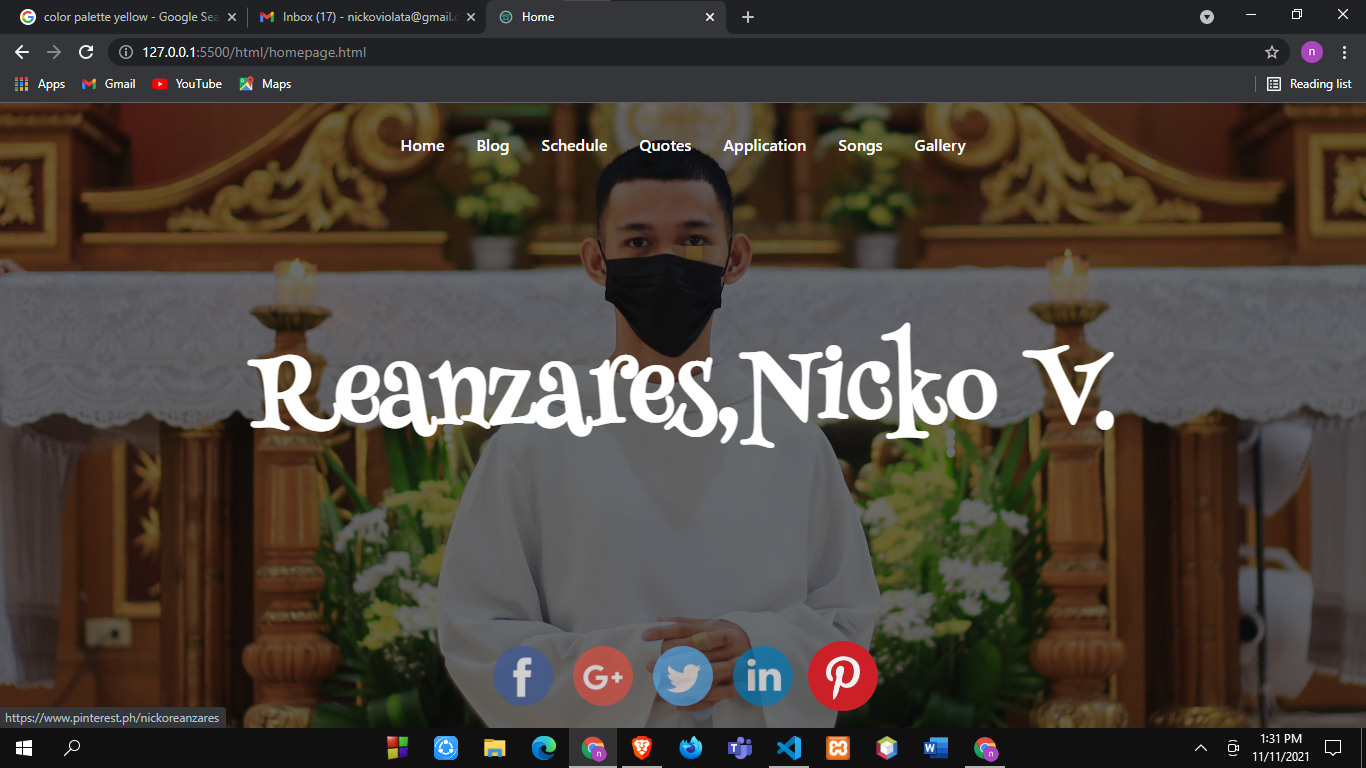 color palette yellow - Google Sea
Inbox (17) - nickoviolata@gmail.c
Home
127.0.0.1:5500/html/homepage.html
n
Apps
Gmail
YouTube
Maps
Reading list
Home Blog Schedule Quotes Application Songs Gallery
Reanzares,Nicko V.
f G+ in
https://www.pinterest.ph/nickoreanzares
1:31 PM
11/11/2021